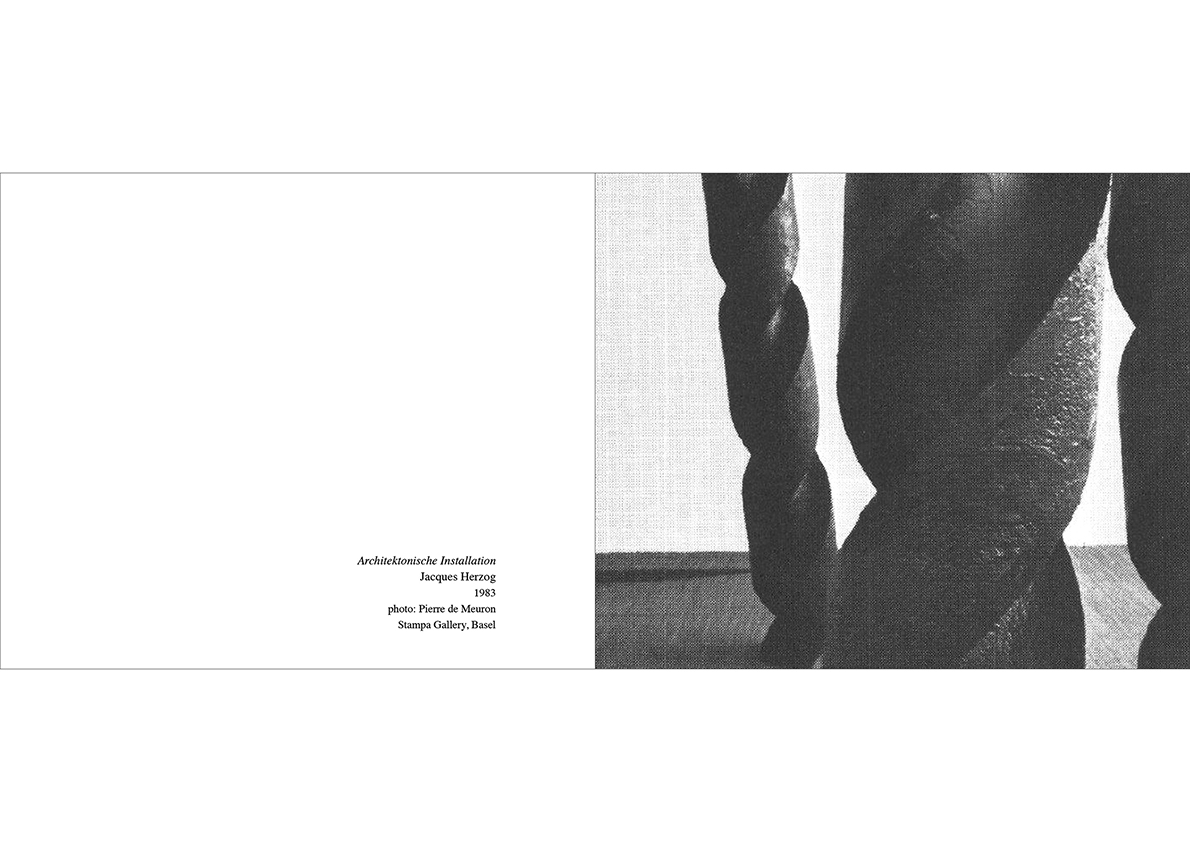 Architektonische Installation
Jacques Herzog
1983
photo: Pierre de Meuron
Stampa Gallery, Basel